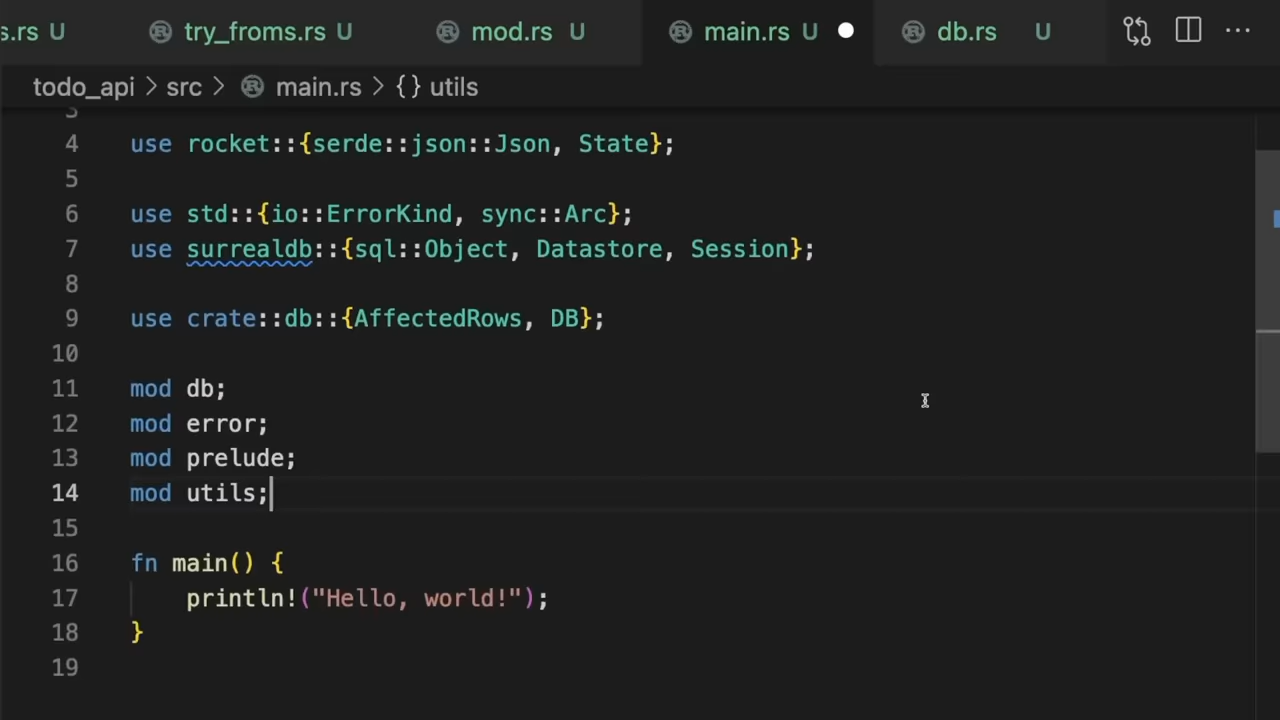 s.rs U try_froms.rs U mod.rs U main.rs U db.rs U
todo_api > src > main.rs > {} utils
3
4 use rocket::{serde::json::Json, State};
5
6 use std::{io::ErrorKind, sync::Arc};
7 use surrealdb::{sql::Object, Datastore, Session};
8
9 use crate::db::{AffectedRows, DB};
10
11 mod db;
12 mod error;
13 mod prelude;
14 mod utils;
15
16 fn main() {
17 println!("Hello, world!");
18 }
19